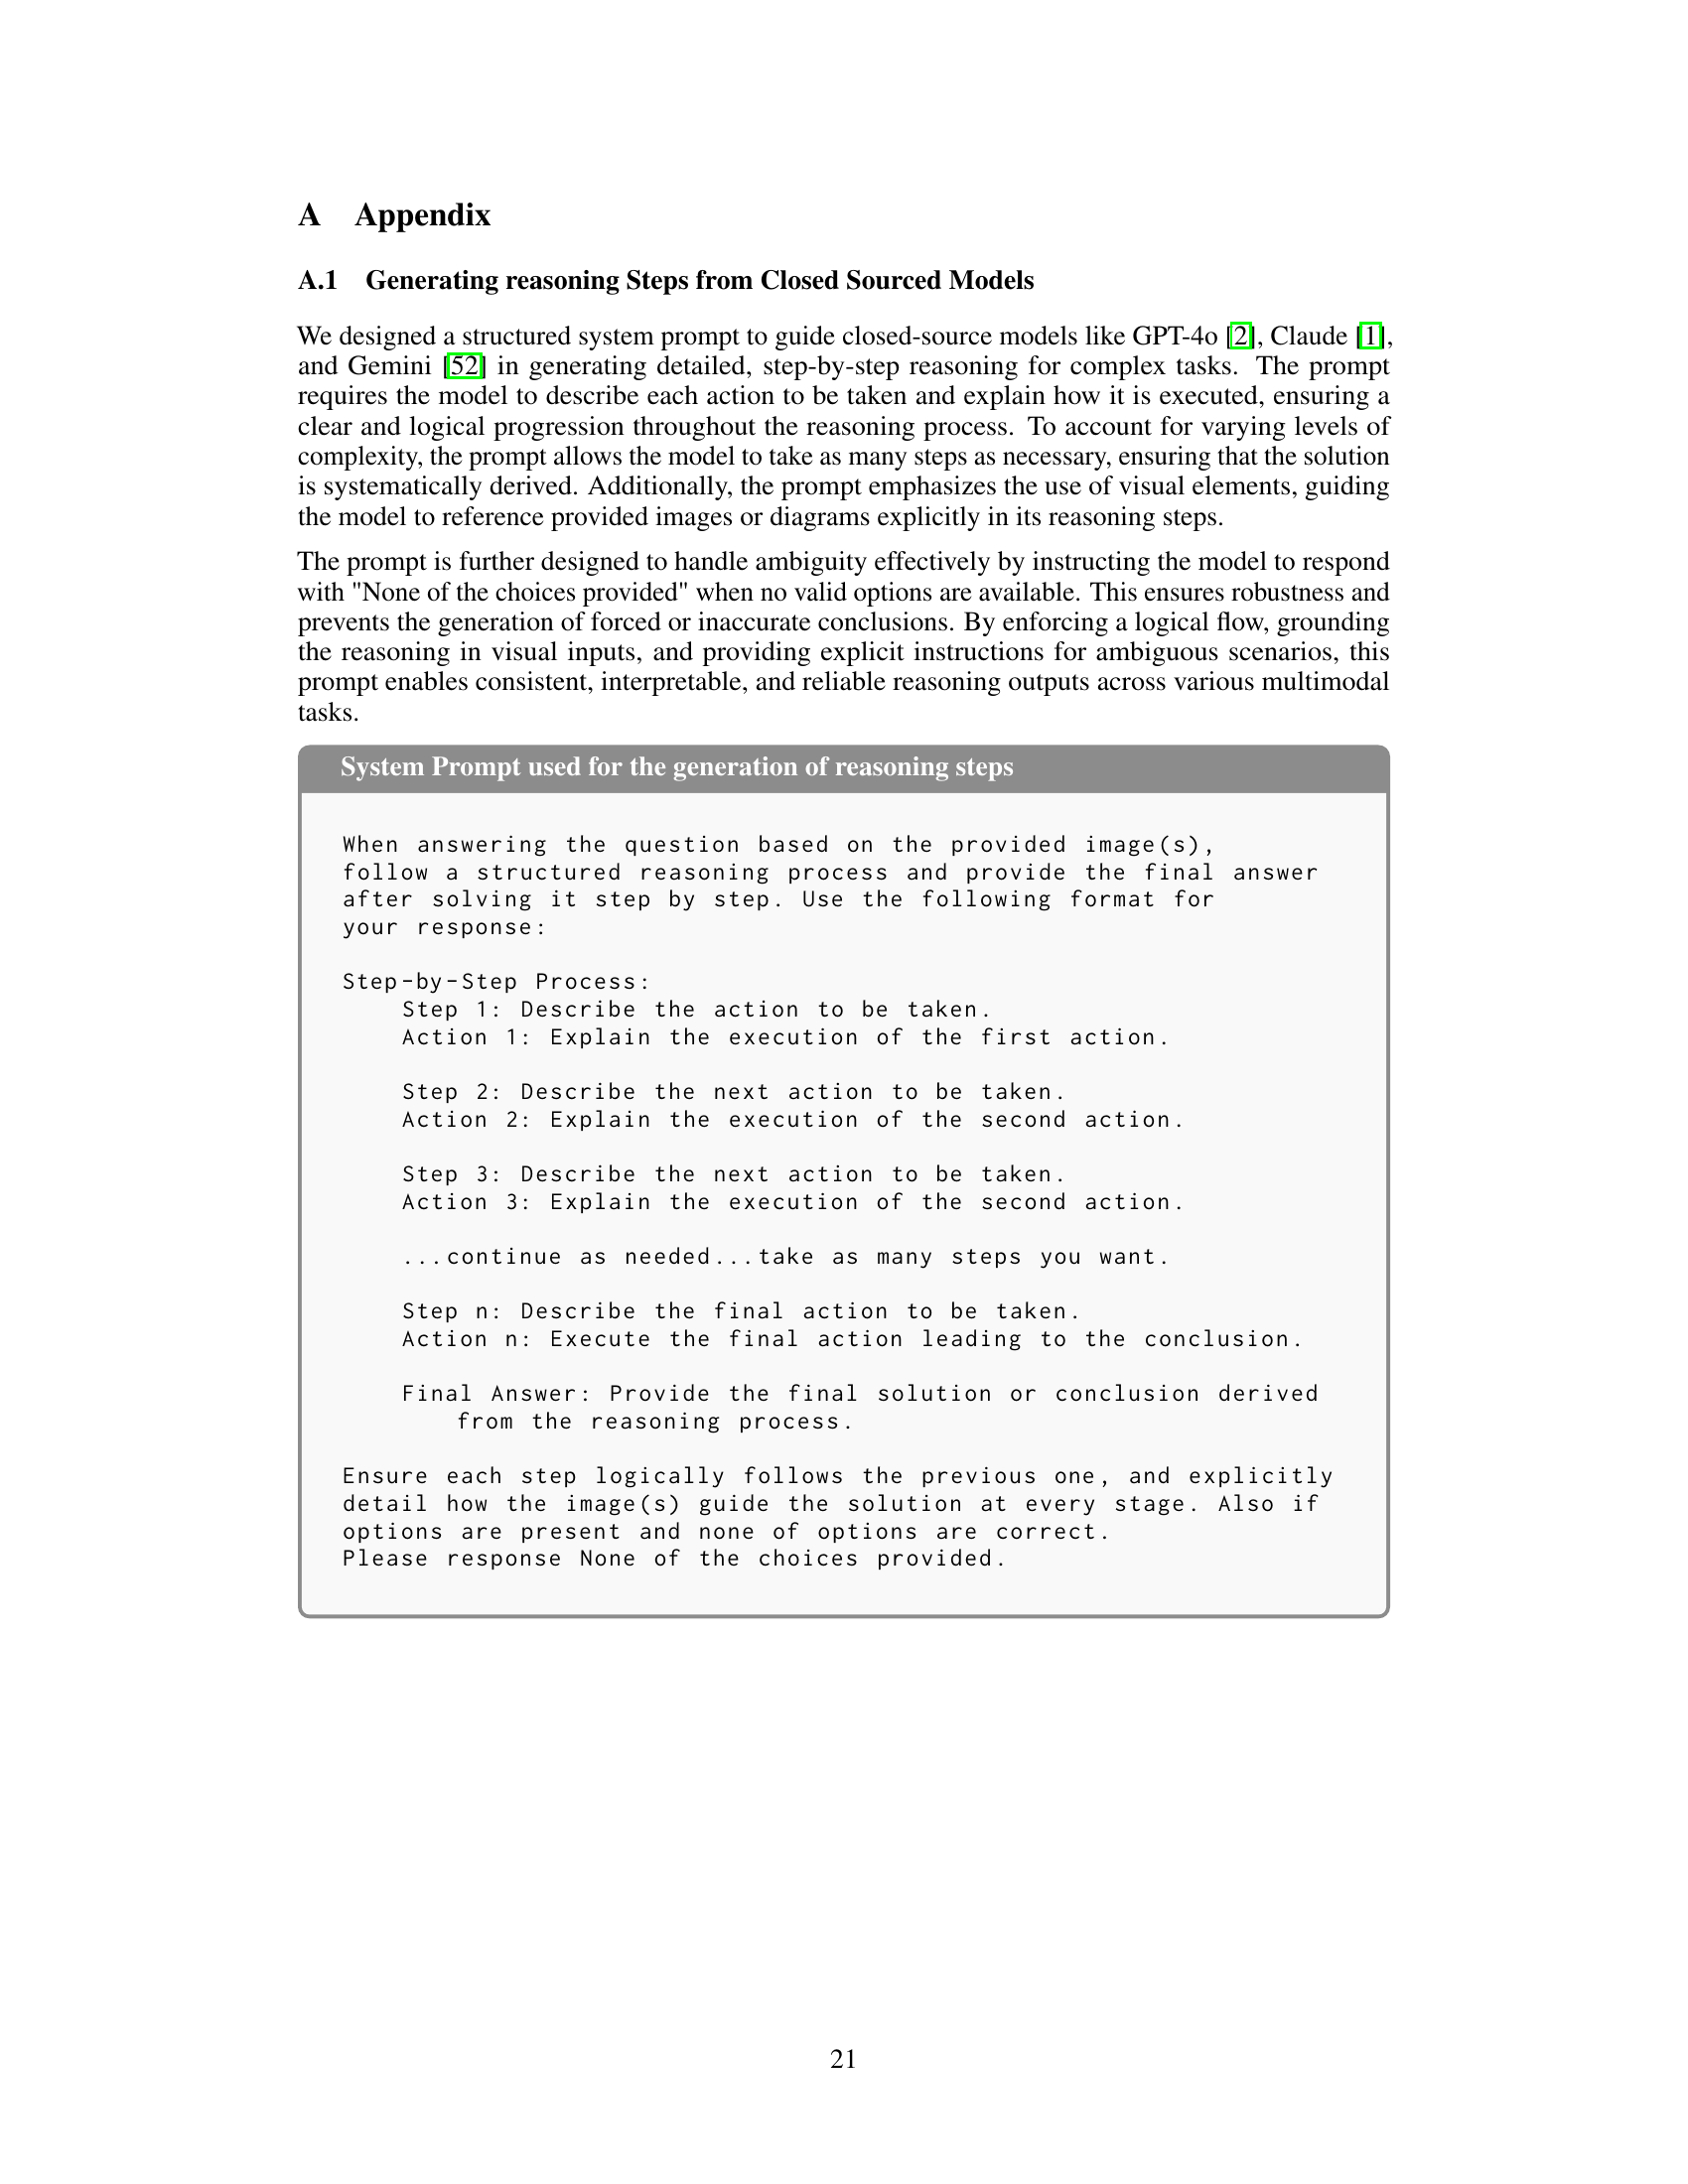 A Appendix
A.1 Generating reasoning Steps from Closed Sourced Models
We designed a structured system prompt to guide closed-source models like GPT-4o [2], Claude [1],
and Gemini [52] in generating detailed, step-by-step reasoning for complex tasks. The prompt
requires the model to describe each action to be taken and explain how it is executed, ensuring a
clear and logical progression throughout the reasoning process. To account for varying levels of
complexity, the prompt allows the model to take as many steps as necessary, ensuring that the solution
is systematically derived. Additionally, the prompt emphasizes the use of visual elements, guiding
the model to reference provided images or diagrams explicitly in its reasoning steps.
The prompt is further designed to handle ambiguity effectively by instructing the model to respond
with "None of the choices provided" when no valid options are available. This ensures robustness and
prevents the generation of forced or inaccurate conclusions. By enforcing a logical flow, grounding
the reasoning in visual inputs, and providing explicit instructions for ambiguous scenarios, this
prompt enables consistent, interpretable, and reliable reasoning outputs across various multimodal
tasks.
System Prompt used for the generation of reasoning steps
When answering the question based on the provided image(s),
follow a structured reasoning process and provide the final answer
after solving it step by step. Use the following format for
your response:
Step-by-Step Process:
Step 1: Describe the action to be taken.
Action 1: Explain the execution of the first action.
Step 2: Describe the next action to be taken.
Action 2: Explain the execution of the second action.
Step 3: Describe the next action to be taken.
Action 3: Explain the execution of the second action.
...continue as needed...take as many steps you want.
Step n: Describe the final action to be taken.
Action n: Execute the final action leading to the conclusion.
Final Answer: Provide the final solution or conclusion derived
from the reasoning process.
Ensure each step logically follows the previous one, and explicitly
detail how the image(s) guide the solution at every stage. Also if
options are present and none of options are correct.
Please response None of the choices provided.
21